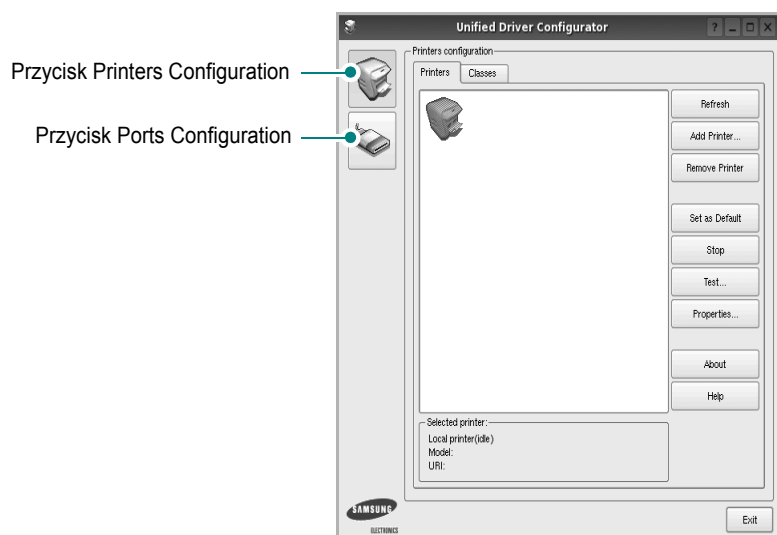 Unified Driver Configurator
Przycisk Printers Configuration
Przycisk Ports Configuration
Printers configuration
Printers
Classes
Refresh
Add Printer...
Remove Printer
Set as Default
Stop
Test...
Properties...
About
Help
Selected printer:
Local printer(idle)
Model:
URI:
SAMSUNG
ELECTRONICS
Exit